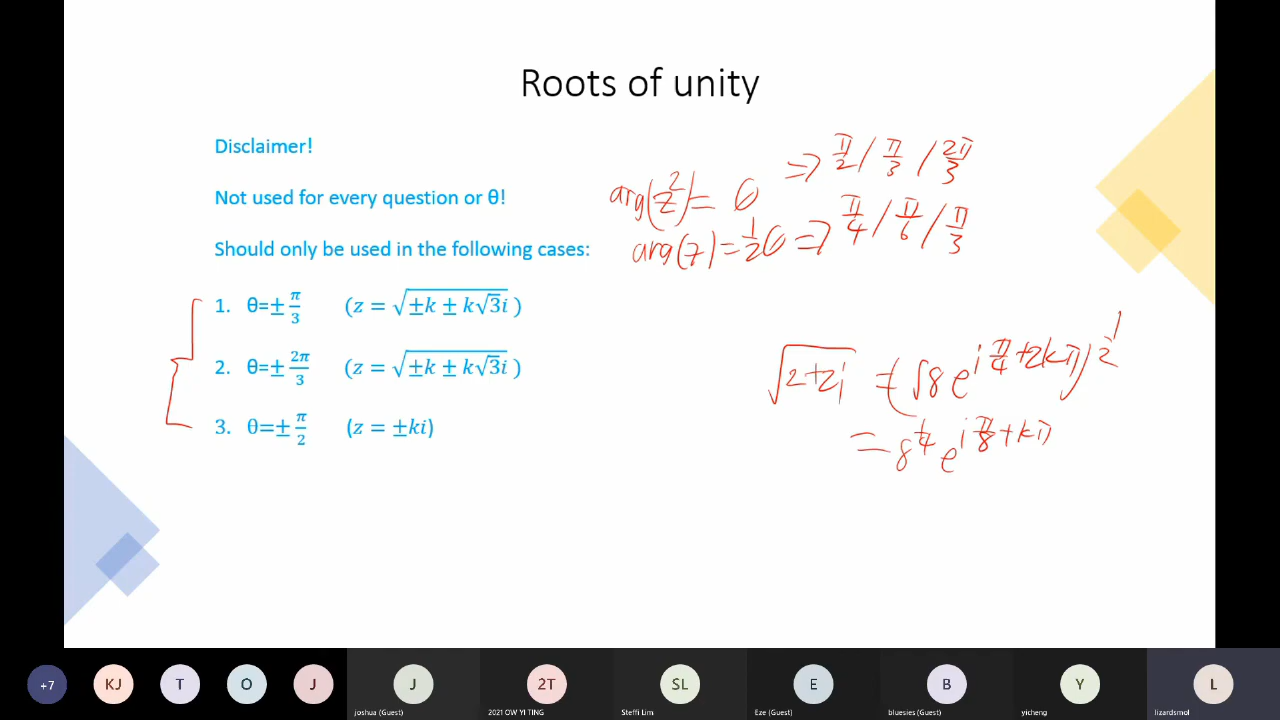 Roots of unity
Disclaimer!
Not used for every question or θ!
Should only be used in the following cases:
1. θ=± π/3 (z = √(±k ± k√3i) )
2. θ=± 2π/3 (z = √(±k ± k√3i) )
3. θ=± π/2 (z = ±ki)
arg(z²) = θ ⇒ π/2 / π/3 / 2π/3
arg(z) = 1/2 θ ⇒ π/4 / π/6 / π/3
√(2+2i) = (√8 e^(i π/4 + 2kπ))^(1/2)
= 8^(1/4) e^(i π/8 + kπ)
+7 KJ T O J J 2T SL E B Y L
joshua (Guest) 2021 OW YI TING Steffi Lim Eze (Guest) bluesies (Guest) yicheng lizardsmol